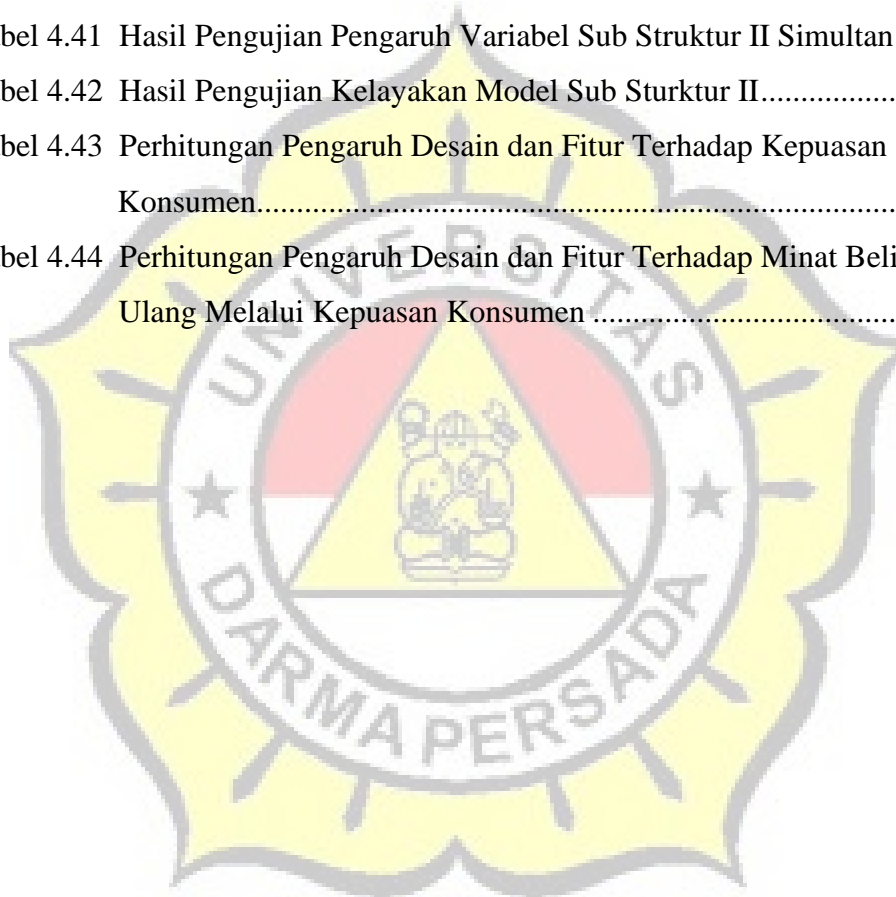 bel 4.41 Hasil Pengujian Pengaruh Variabel Sub Struktur II Simultan
bel 4.42 Hasil Pengujian Kelayakan Model Sub Sturktur II.................
bel 4.43 Perhitungan Pengaruh Desain dan Fitur Terhadap Kepuasan
Konsumen................................................................................
bel 4.44 Perhitungan Pengaruh Desain dan Fitur Terhadap Minat Beli
Ulang Melalui Kepuasan Konsumen ......................................
UNIVERSITAS
DARMA PERSADA